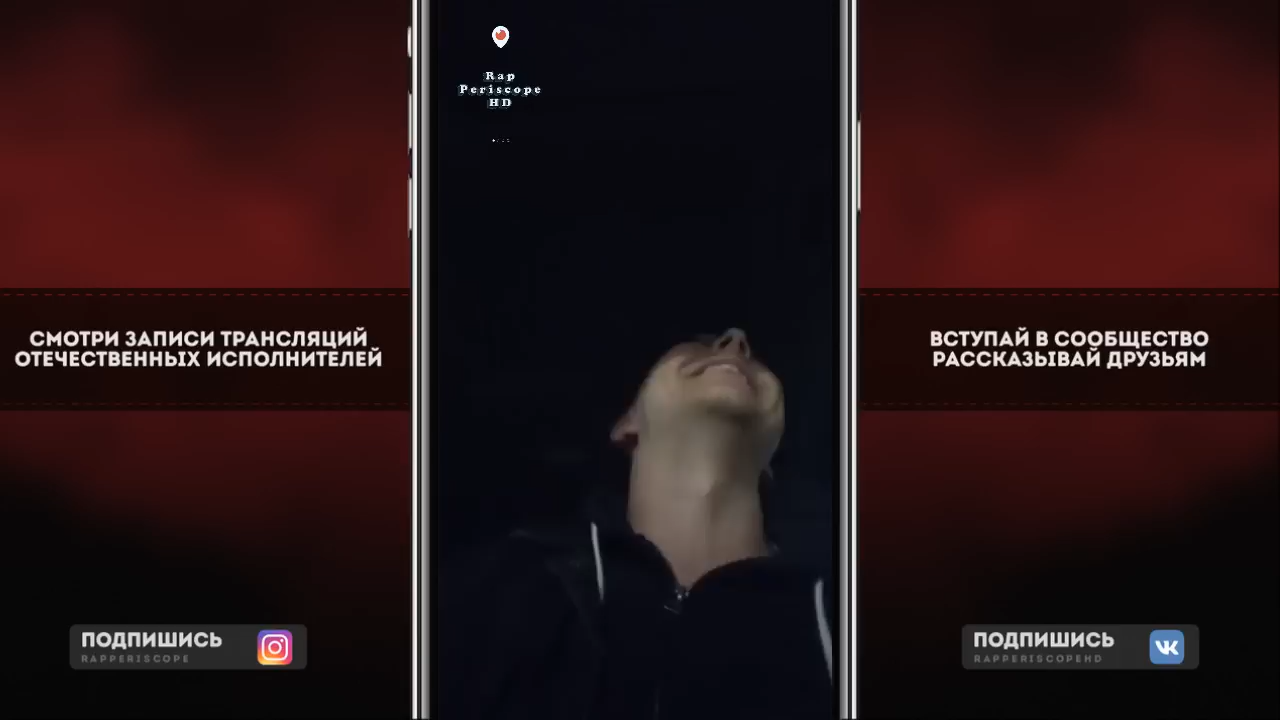 Rap
Periscope
HD
СМОТРИ ЗАПИСИ ТРАНСЛЯЦИЙ
ОТЕЧЕСТВЕННЫХ ИСПОЛНИТЕЛЕЙ
ВСТУПАЙ В СООБЩЕСТВО
РАССКАЗЫВАЙ ДРУЗЬЯМ
ПОДПИШИСЬ
RAPPERISCOPE
ПОДПИШИСЬ
RAPPERISCOPEHD